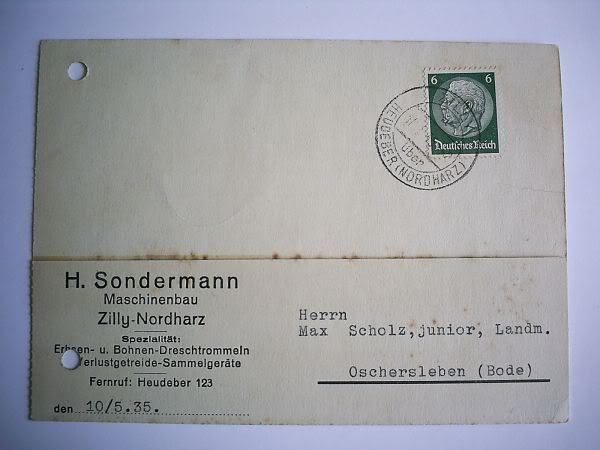 6 6
Deutsches Reich
HEUDEBER (NORDHARZ)
über
H. Sondermann
Maschinenbau
Zilly-Nordharz
Spezialität:
Erbsen- u. Bohnen-Dreschtrommeln
Verlustgetreide-Sammelgeräte
Fernruf: Heudeber 123
den 10/5.35.
Herrn
Max Scholz, junior, Landm.
Oschersleben (Bode)